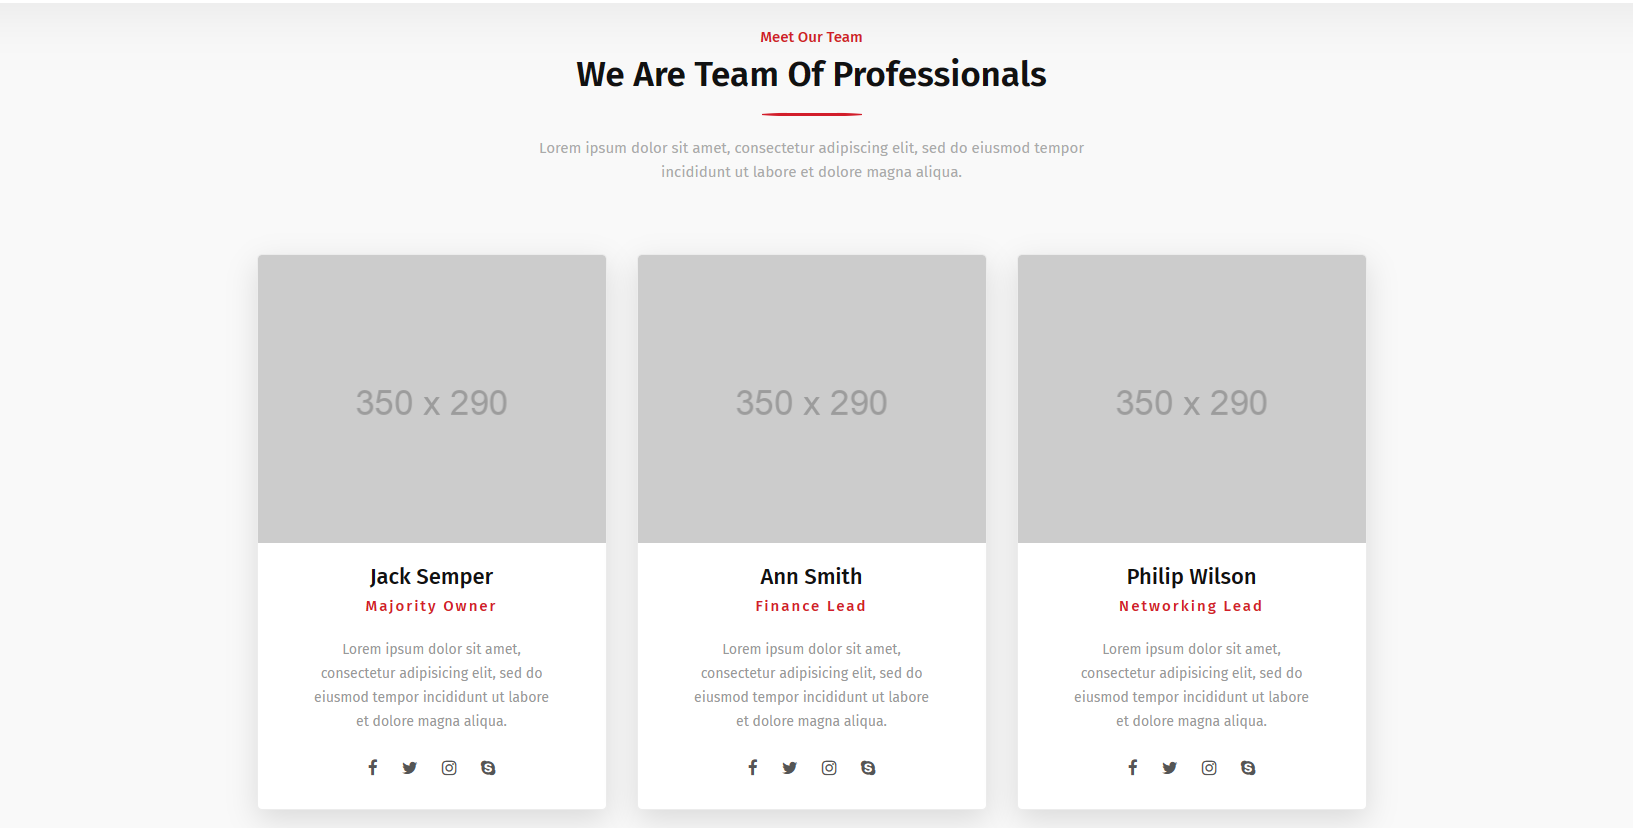 Meet Our Team
We Are Team Of Professionals
Lorem ipsum dolor sit amet, consectetur adipiscing elit, sed do eiusmod tempor
incididunt ut labore et dolore magna aliqua.
350 x 290
350 x 290
350 x 290
Jack Semper
Majority Owner
Lorem ipsum dolor sit amet,
consectetur adipisicing elit, sed do
eiusmod tempor incididunt ut labore
et dolore magna aliqua.
Ann Smith
Finance Lead
Lorem ipsum dolor sit amet,
consectetur adipisicing elit, sed do
eiusmod tempor incididunt ut labore
et dolore magna aliqua.
Philip Wilson
Networking Lead
Lorem ipsum dolor sit amet,
consectetur adipisicing elit, sed do
eiusmod tempor incididunt ut labore
et dolore magna aliqua.